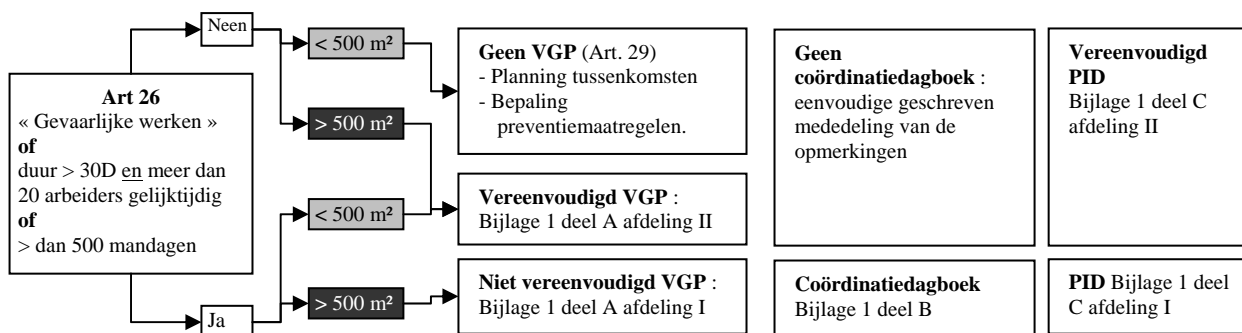 Neen
< 500 m²
> 500 m²
Art 26
« Gevaarlijke werken »
of
duur > 30D en meer dan
20 arbeiders gelijktijdig
of
> dan 500 mandagen
< 500 m²
> 500 m²
Ja
Geen VGP (Art. 29)
- Planning tussenkomsten
- Bepaling
preventiemaatregelen.
Vereenvoudigd VGP :
Bijlage 1 deel A afdeling II
Niet vereenvoudigd VGP :
Bijlage 1 deel A afdeling I
Geen
coördinatiedagboek :
eenvoudige geschreven
mededeling van de
opmerkingen
Coördinatiedagboek
Bijlage 1 deel B
Vereenvoudigd
PID
Bijlage 1 deel C
afdeling II
PID Bijlage 1 deel
C afdeling I